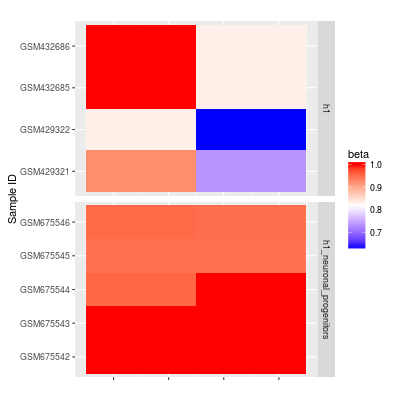 GSM432686
GSM432685
GSM429322
GSM429321
h1
GSM675546
GSM675545
GSM675544
GSM675543
GSM675542
h1_neuronal_progenitors
Sample ID
beta
1.0
0.9
0.8
0.7